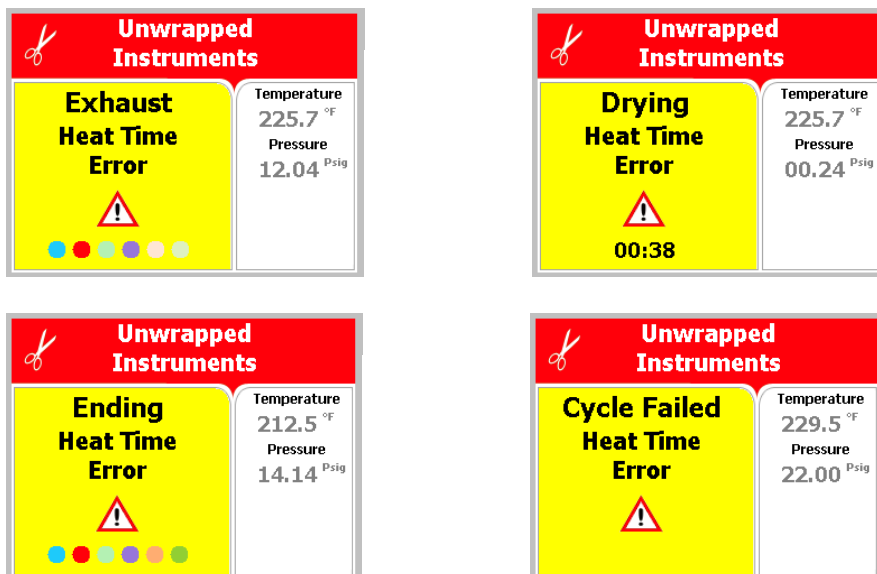 Unwrapped
Instruments
Exhaust
Heat Time
Error
Temperature
225.7 °F
Pressure
12.04 Psig
Unwrapped
Instruments
Drying
Heat Time
Error
00:38
Temperature
225.7 °F
Pressure
00.24 Psig
Unwrapped
Instruments
Ending
Heat Time
Error
Temperature
212.5 °F
Pressure
14.14 Psig
Unwrapped
Instruments
Cycle Failed
Heat Time
Error
Temperature
229.5 °F
Pressure
22.00 Psig